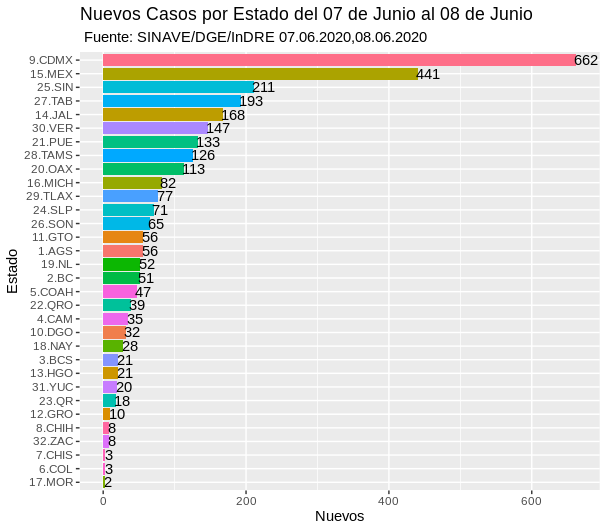 Nuevos Casos por Estado del 07 de Junio al 08 de Junio
Fuente: SINAVE/DGE/InDRE 07.06.2020,08.06.2020
9.CDMX 662
15.MEX 441
25.SIN 211
27.TAB 193
14.JAL 168
30.VER 147
21.PUE 133
28.TAMS 126
20.OAX 113
16.MICH 82
29.TLAX 77
24.SLP 71
26.SON 65
11.GTO 56
1.AGS 56
19.NL 52
2.BC 51
5.COAH 47
22.QRO 39
4.CAM 35
10.DGO 32
18.NAY 28
3.BCS 21
13.HGO 21
31.YUC 20
23.QR 18
12.GRO 10
8.CHIH 8
32.ZAC 8
7.CHIS 3
6.COL 3
17.MOR 2
Estado
0 200 400 600
Nuevos